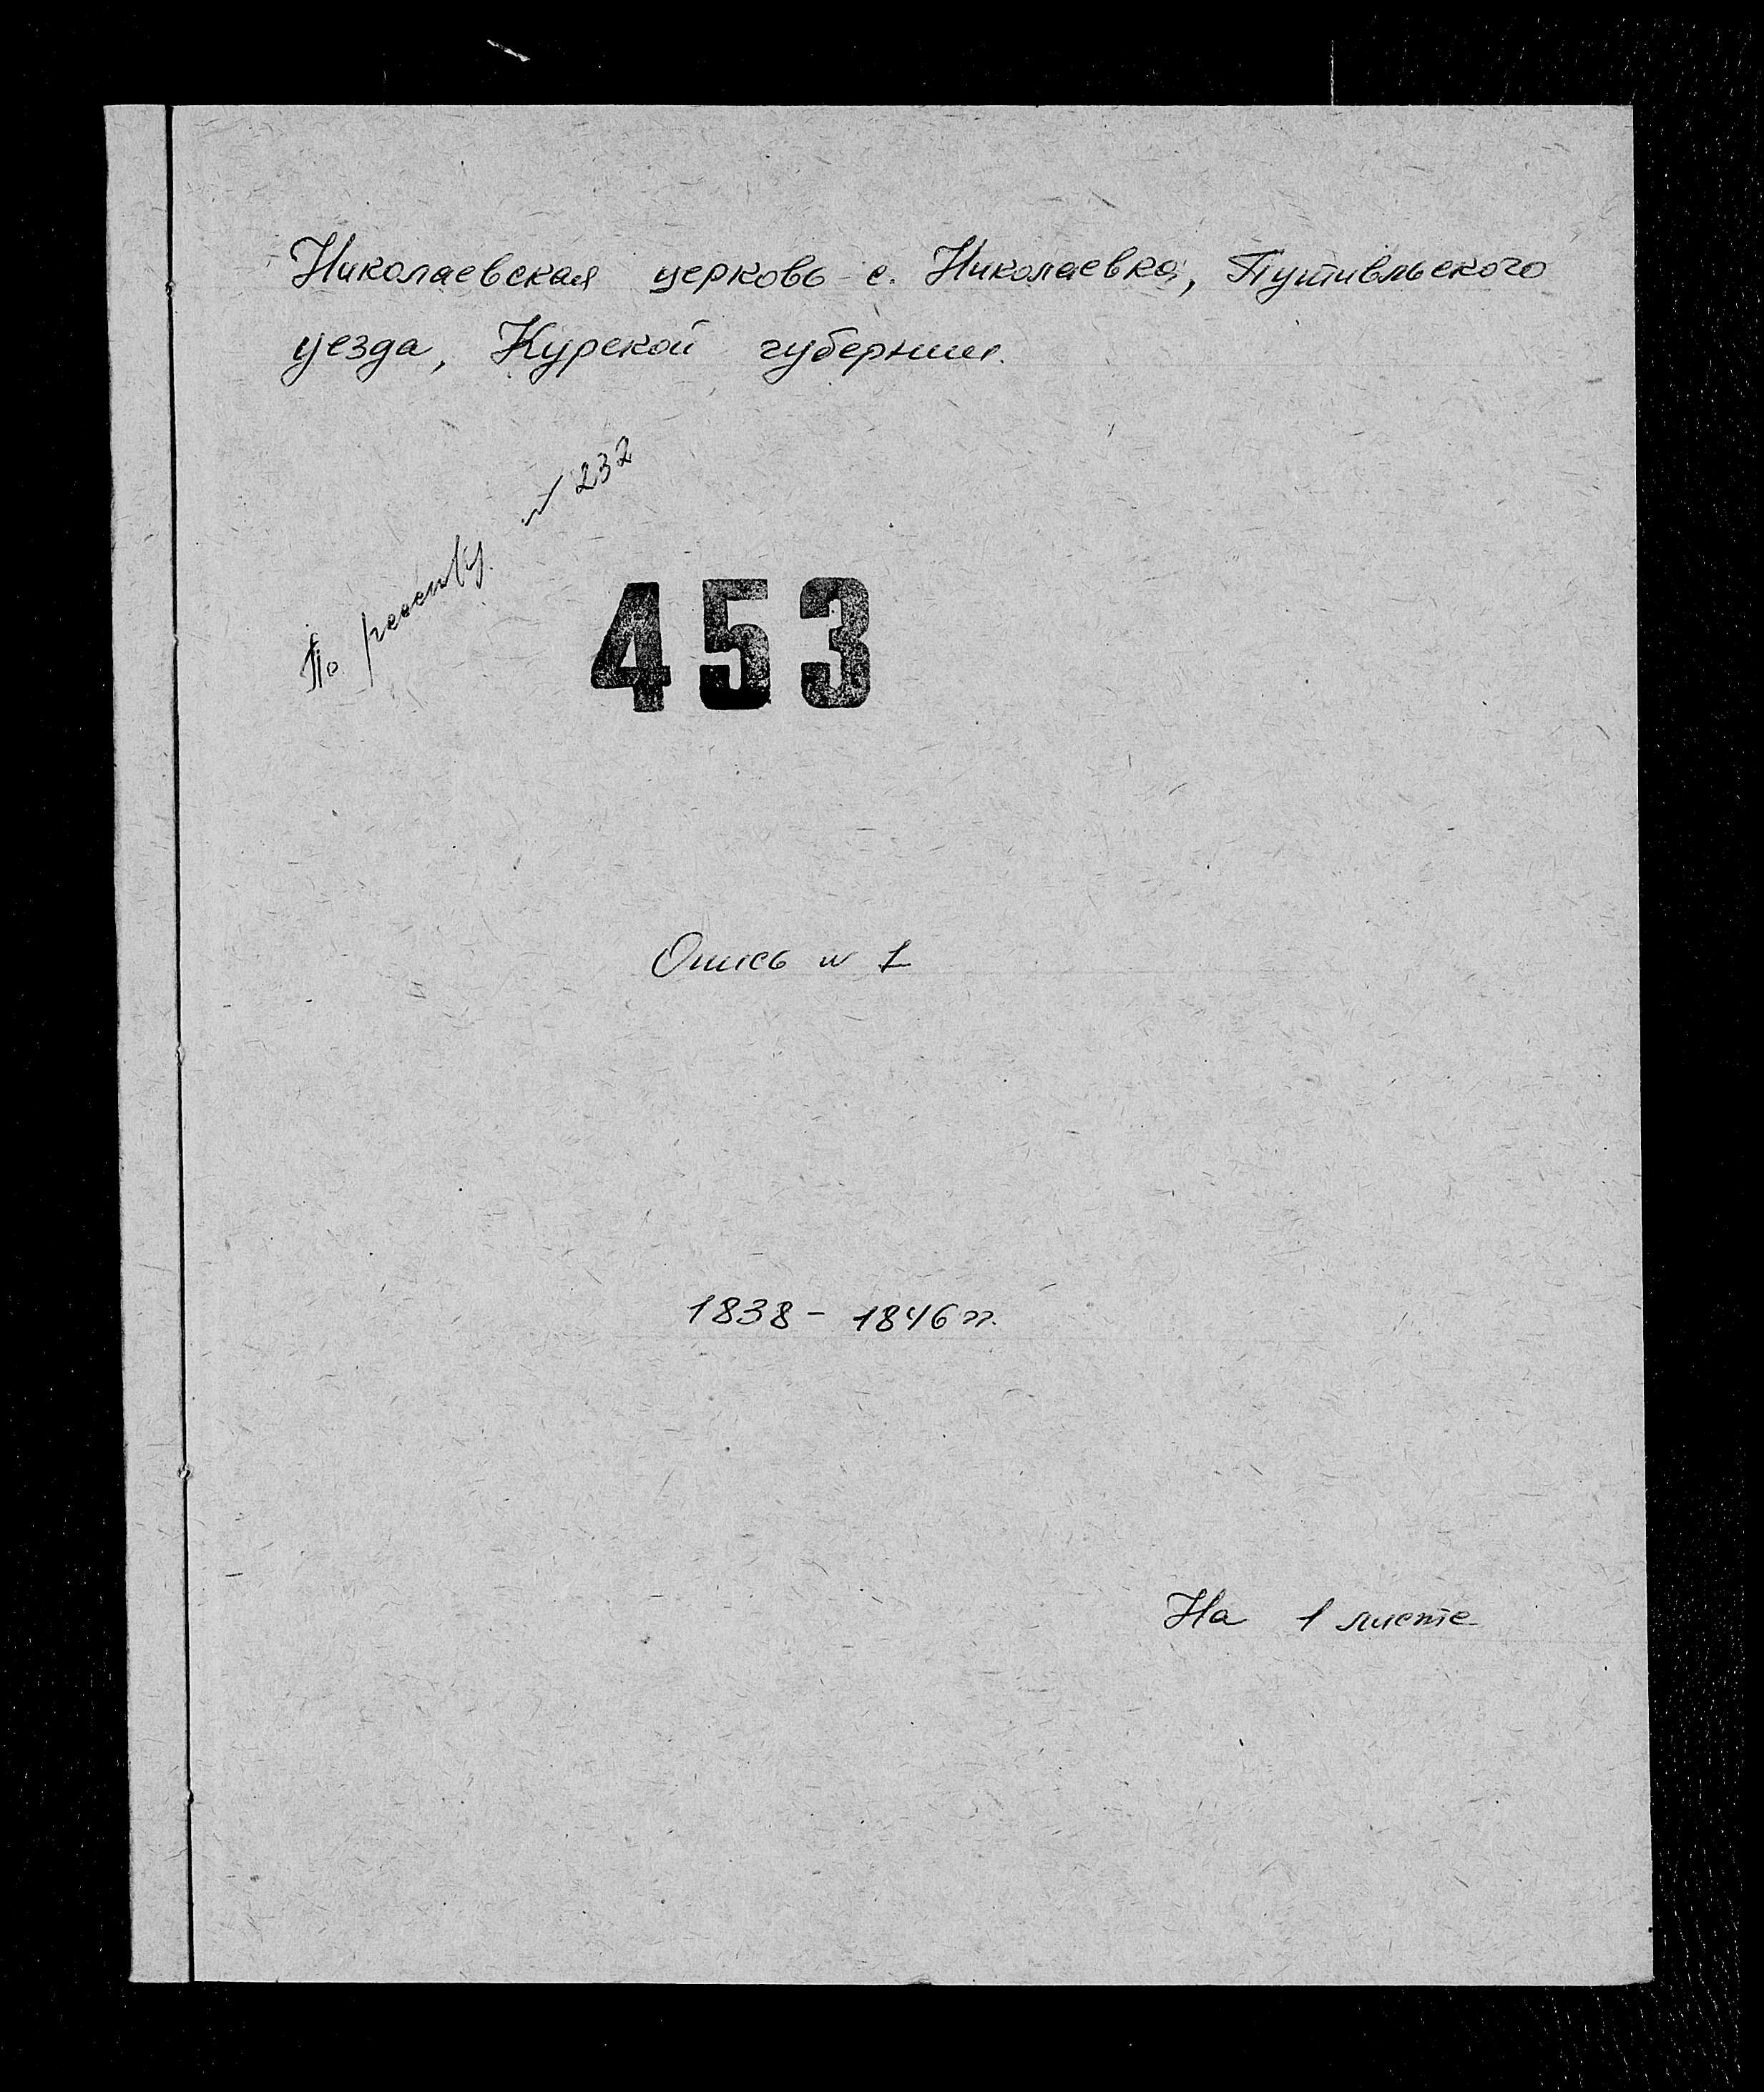 Николаевская церковь с. Николаевка, Путивльского
уезда, Курской губернии.
По реестру № 232
453
Опись № 1
1838 - 1846 гг.
На 1 листе